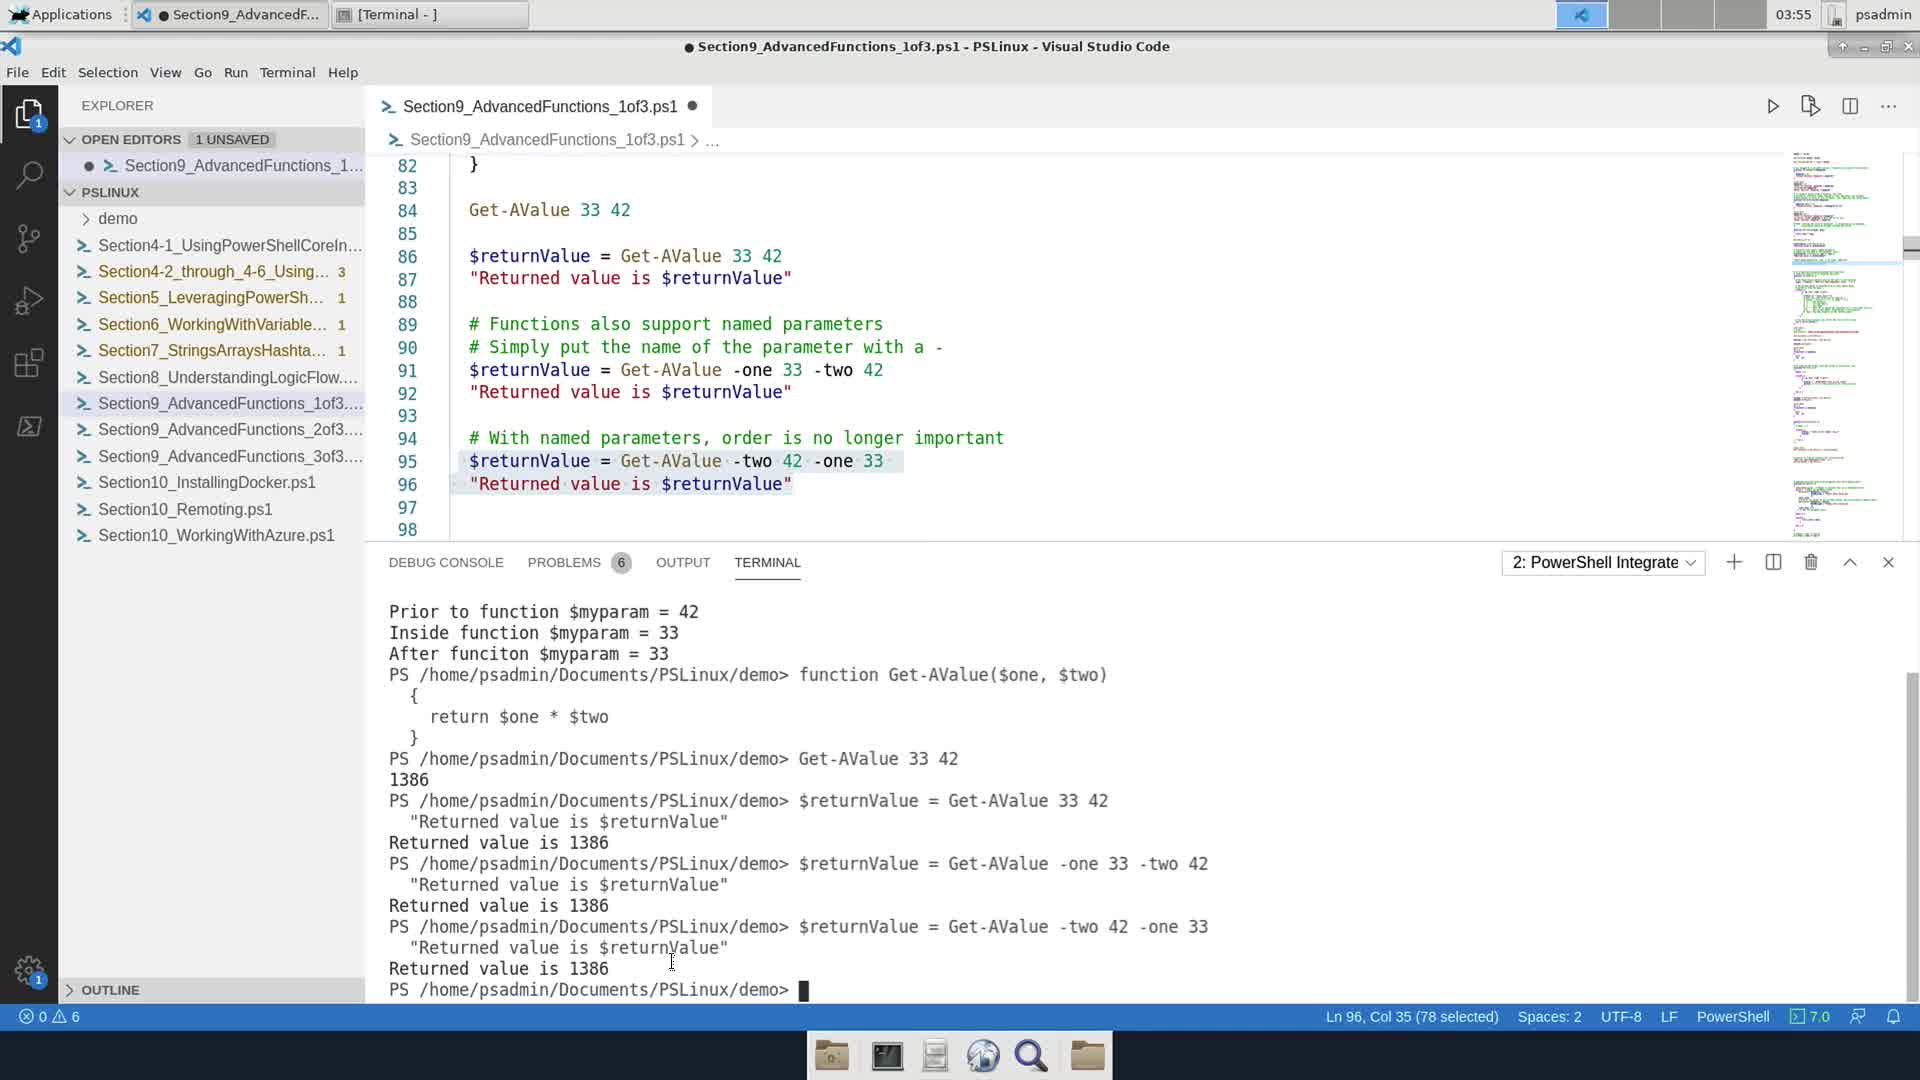 Applications
● Section9_AdvancedF...
[Terminal - ]
03:55
psadmin
● Section9_AdvancedFunctions_1of3.ps1 - PSLinux - Visual Studio Code
File Edit Selection View Go Run Terminal Help
EXPLORER
OPEN EDITORS 1 UNSAVED
● Section9_AdvancedFunctions_1...
PSLINUX
demo
Section4-1_UsingPowerShellCoreIn...
Section4-2_through_4-6_Using... 3
Section5_LeveragingPowerSh... 1
Section6_WorkingWithVariable... 1
Section7_StringsArraysHashta... 1
Section8_UnderstandingLogicFlow....
Section9_AdvancedFunctions_1of3....
Section9_AdvancedFunctions_2of3....
Section9_AdvancedFunctions_3of3....
Section10_InstallingDocker.ps1
Section10_Remoting.ps1
Section10_WorkingWithAzure.ps1
OUTLINE
1
1
Section9_AdvancedFunctions_1of3.ps1 ●
Section9_AdvancedFunctions_1of3.ps1 > ...
82 }
83
84 Get-AValue 33 42
85
86 $returnValue = Get-AValue 33 42
87 "Returned value is $returnValue"
88
89 # Functions also support named parameters
90 # Simply put the name of the parameter with a -
91 $returnValue = Get-AValue -one 33 -two 42
92 "Returned value is $returnValue"
93
94 # With named parameters, order is no longer important
95 $returnValue = Get-AValue -two 42 -one 33
96 "Returned value is $returnValue"
97
98
DEBUG CONSOLE PROBLEMS 6 OUTPUT TERMINAL
2: PowerShell Integrate
Prior to function $myparam = 42
Inside function $myparam = 33
After funciton $myparam = 33
PS /home/psadmin/Documents/PSLinux/demo> function Get-AValue($one, $two)
{
return $one * $two
}
PS /home/psadmin/Documents/PSLinux/demo> Get-AValue 33 42
1386
PS /home/psadmin/Documents/PSLinux/demo> $returnValue = Get-AValue 33 42
"Returned value is $returnValue"
Returned value is 1386
PS /home/psadmin/Documents/PSLinux/demo> $returnValue = Get-AValue -one 33 -two 42
"Returned value is $returnValue"
Returned value is 1386
PS /home/psadmin/Documents/PSLinux/demo> $returnValue = Get-AValue -two 42 -one 33
"Returned value is $returnValue"
Returned value is 1386
PS /home/psadmin/Documents/PSLinux/demo>
0 6
Ln 96, Col 35 (78 selected) Spaces: 2 UTF-8 LF PowerShell 7.0